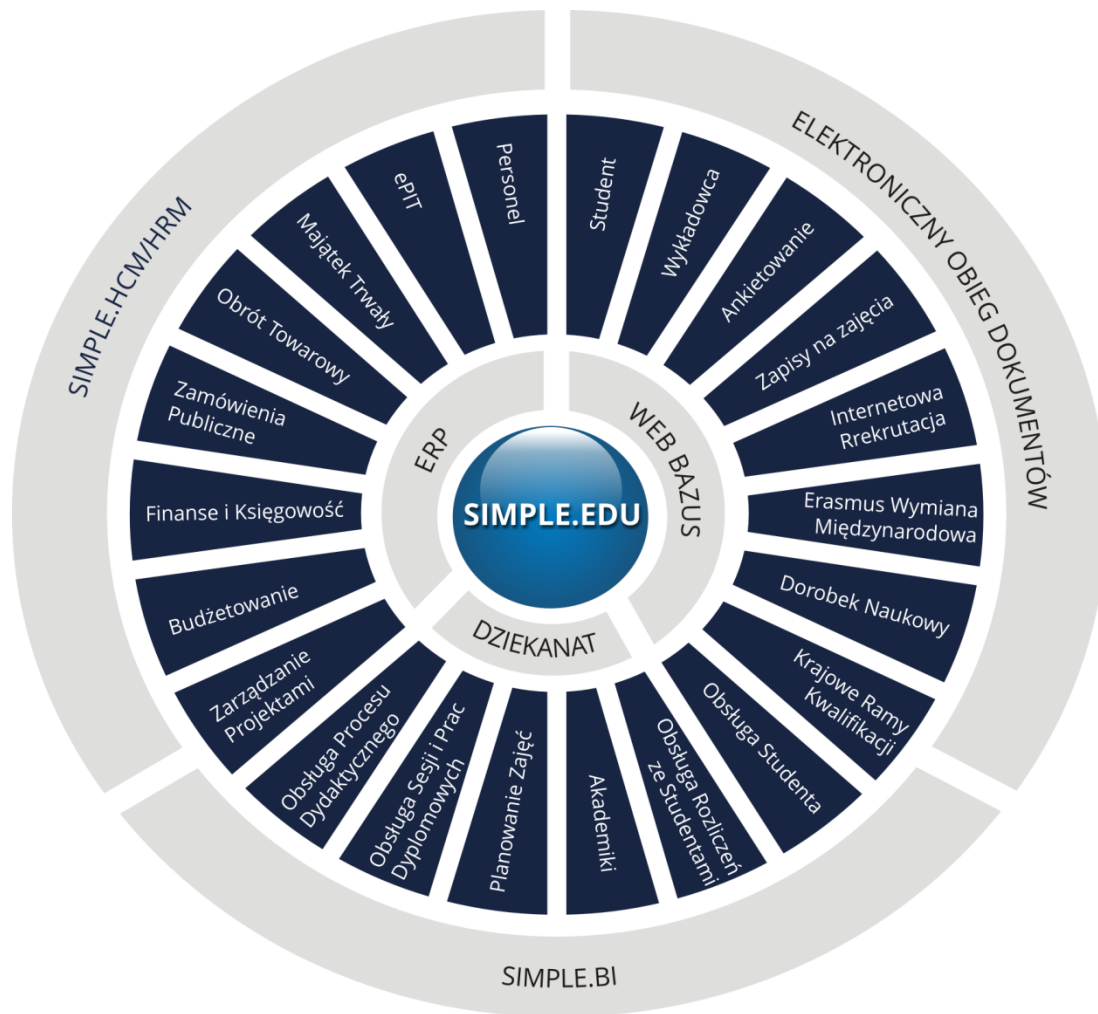 SIMPLE.EDU
ERP
WEB BAZUS
DZIEKANAT
SIMPLE.HCM/HRM
ELEKTRONICZNY OBIEG DOKUMENTÓW
SIMPLE.BI
Student
Wykładowca
Ankietowanie
Zapisy na zajęcia
Internetowa
Rrekrutacja
Erasmus Wymiana
Międzynarodowa
Dorobek Naukowy
Krajowe Ramy
Kwalifikacji
Obsługa Studenta
Obsługa Rozliczeń
ze Studentami
Akademiki
Planowanie Zajęć
Obsługa Sesji i Prac
Dyplomowych
Obsługa Procesu
Dydaktycznego
Zarządzanie
Projektami
Budżetowanie
Finanse i Księgowość
Zamówienia
Publiczne
Obrót Towarowy
Majątek Trwały
ePIT
Personel